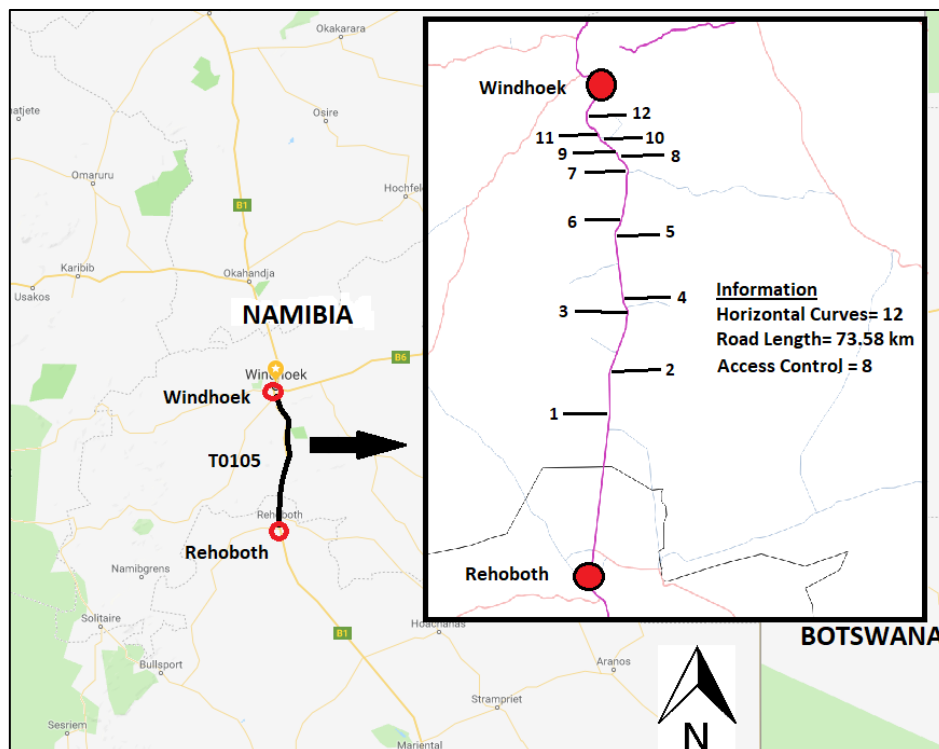 Okakarara
natjete
Osire
Omaruru
Hochfel
B1
Karibib
Okahandja
Usakos
NAMIBIA
B6
Windhoek
Windhoek
T0105
Rehoboth
Rehoboth
Namibgrens
Solitaire
B1
Hoachanas
Bullsport
Aranos
Strampriet
Sesriem
Mariental
BOTSWANA
N
Windhoek
12
11
10
9
8
7
6
5
4
3
2
1
Information
Horizontal Curves= 12
Road Length= 73.58 km
Access Control = 8
Rehoboth